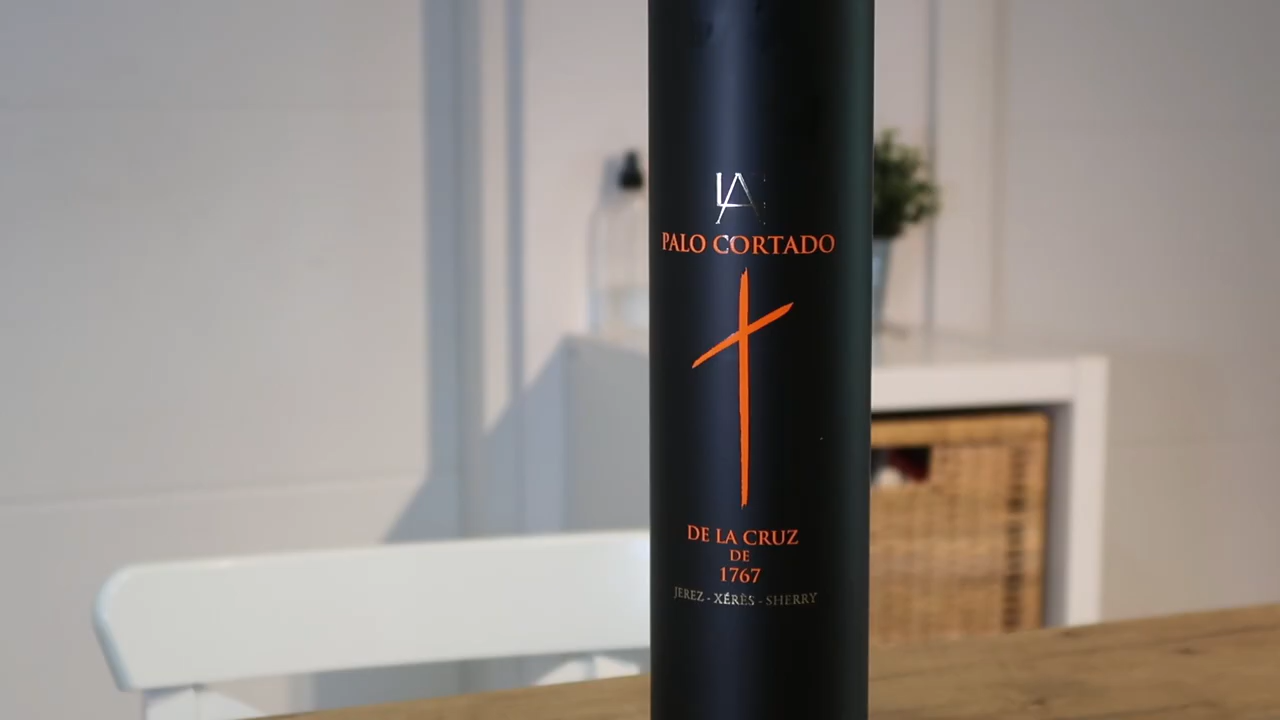 LA
PALO CORTADO
DE LA CRUZ
DE
1767
JEREZ - XÉRÈS - SHERRY